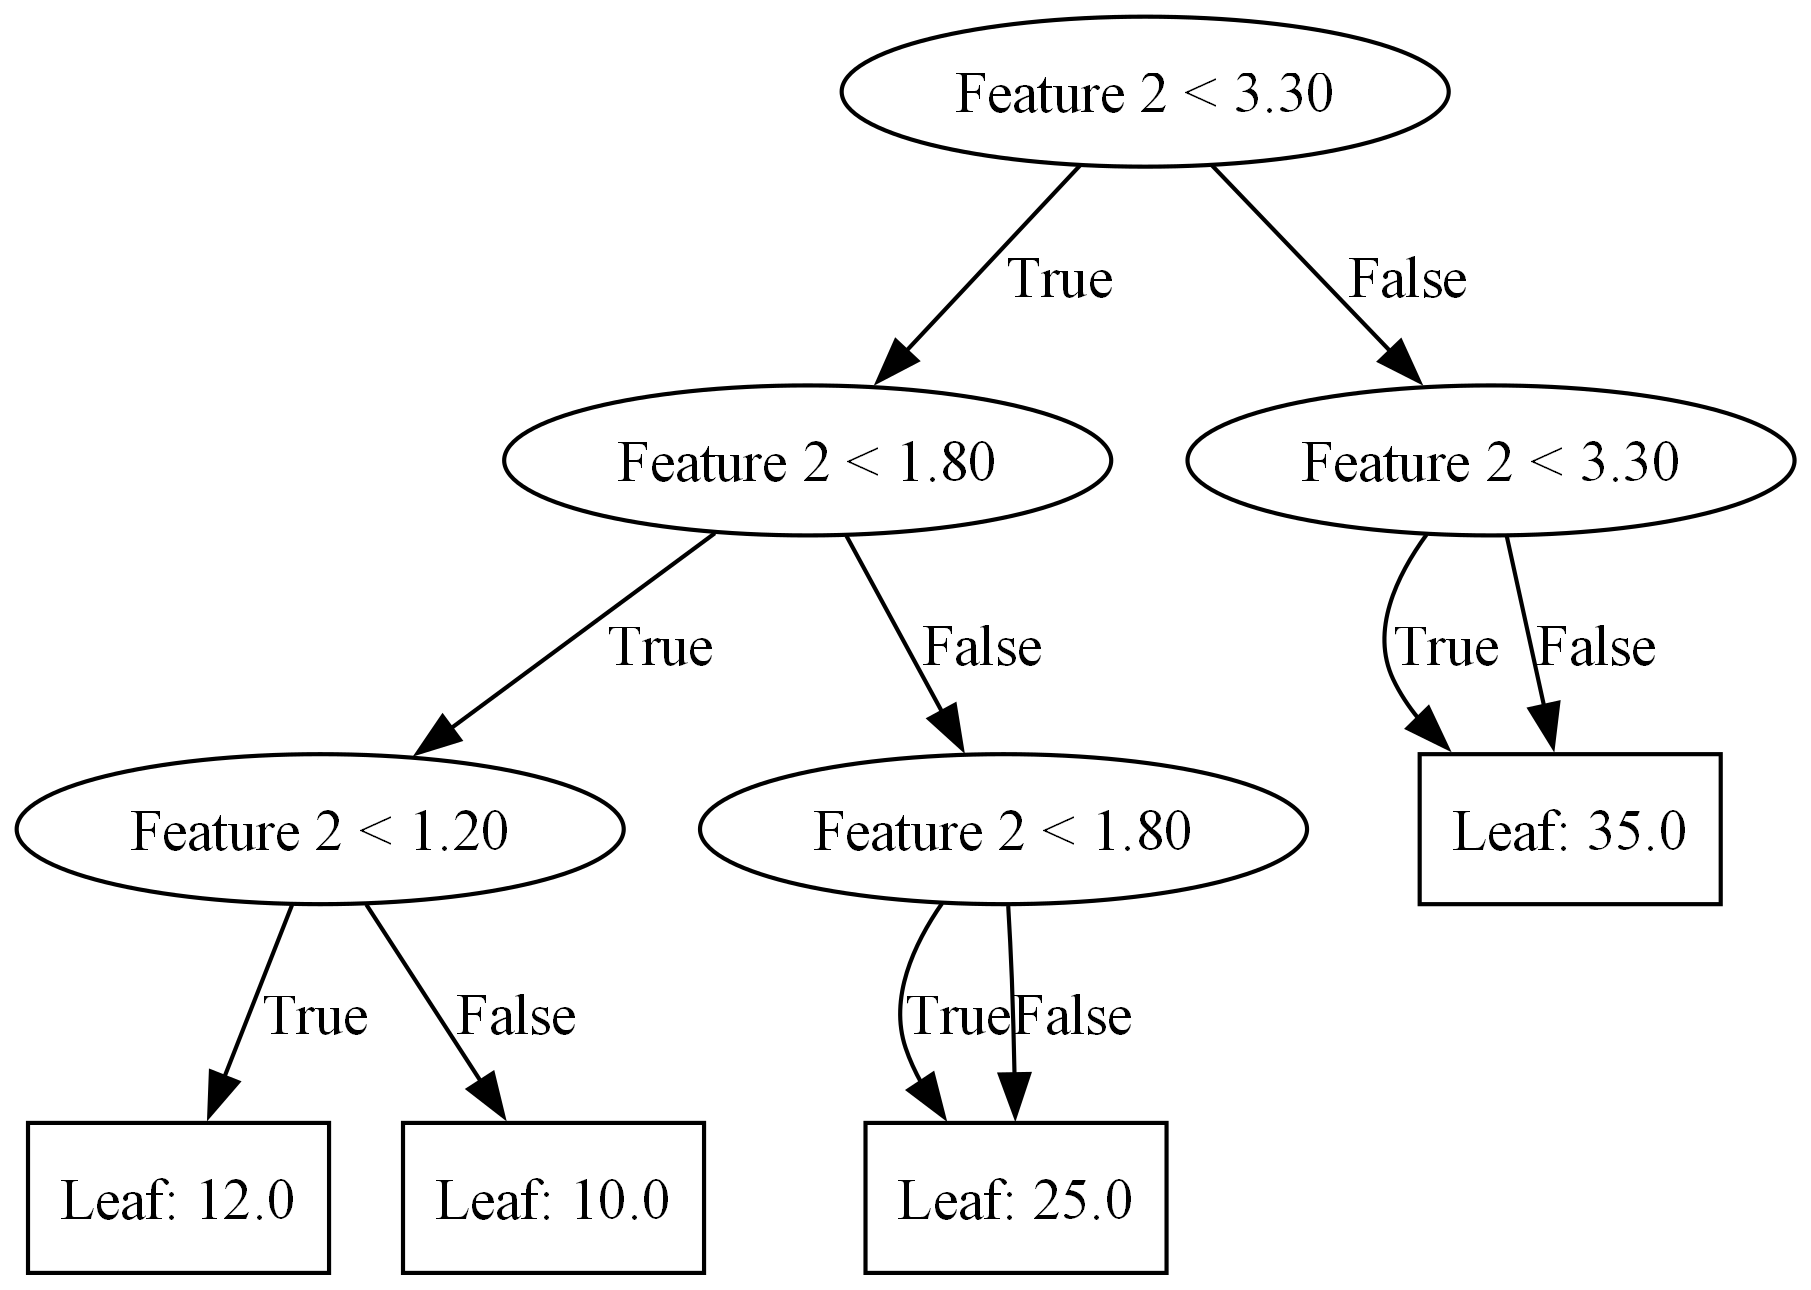 Feature 2 < 3.30
True
False
Feature 2 < 1.80
Feature 2 < 3.30
True
False
True
False
Feature 2 < 1.20
Feature 2 < 1.80
Leaf: 35.0
True
False
True
False
Leaf: 12.0
Leaf: 10.0
Leaf: 25.0